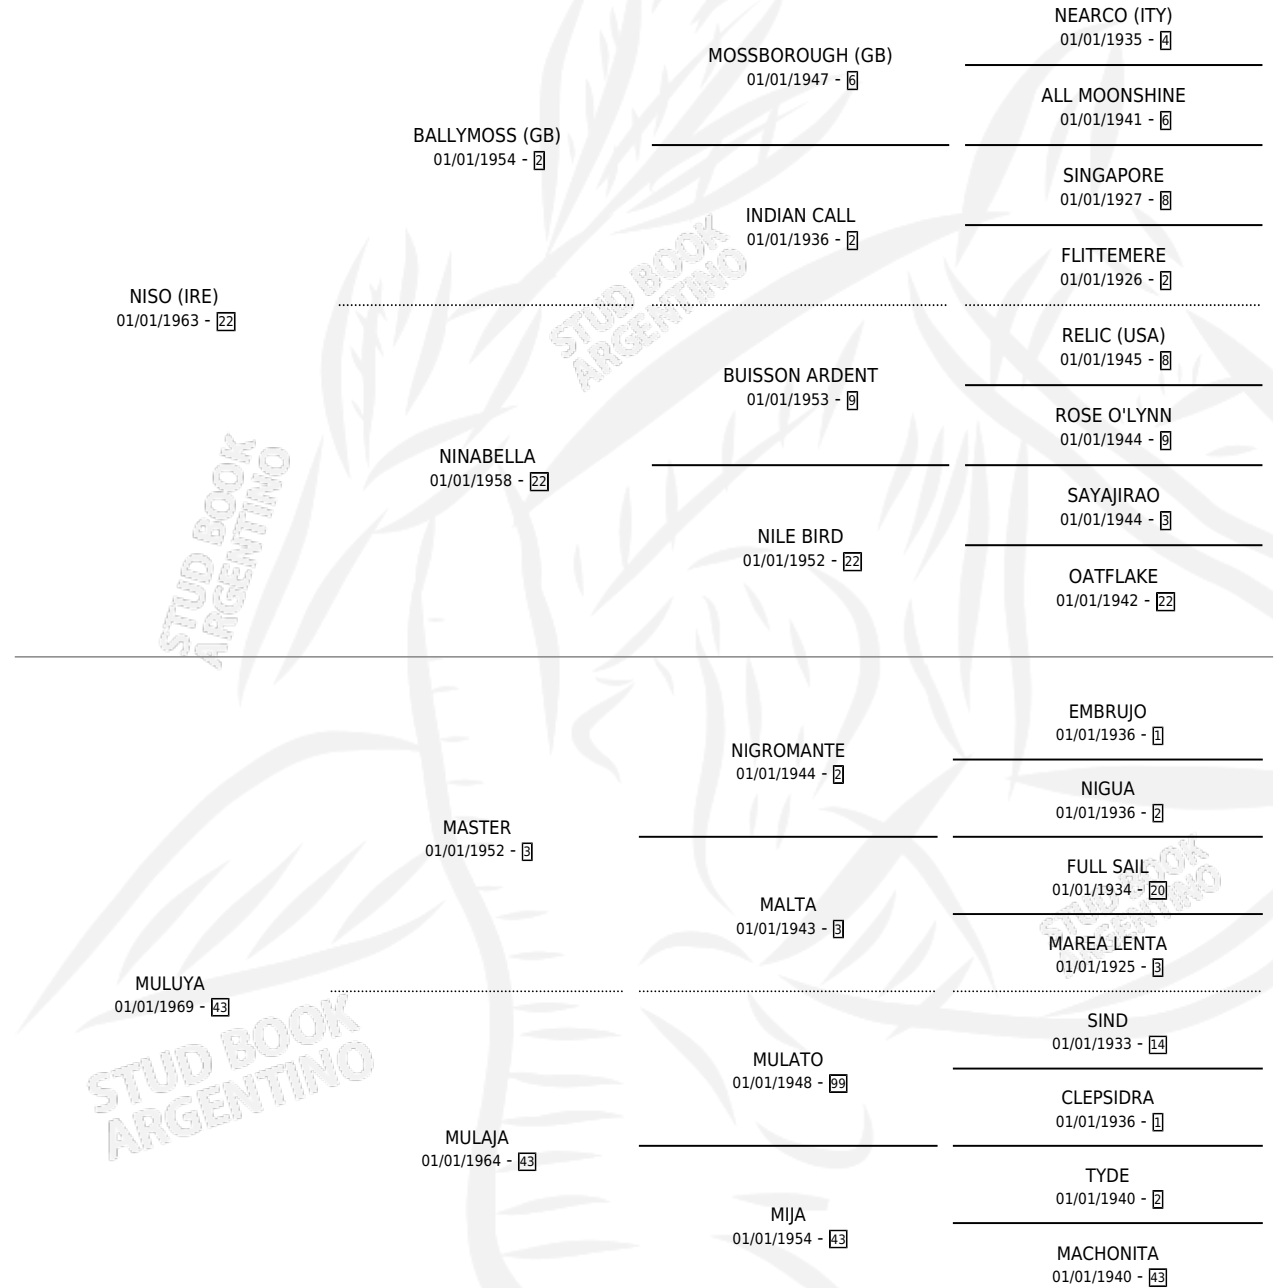 NEARCO (ITY)
01/01/1935 - 4
MOSSBOROUGH (GB)
01/01/1947 - 6
ALL MOONSHINE
01/01/1941 - 6
BALLYMOSS (GB)
01/01/1954 - 2
SINGAPORE
01/01/1927 - 8
INDIAN CALL
01/01/1936 - 2
FLITTEMERE
01/01/1926 - 2
NISO (IRE)
01/01/1963 - 22
RELIC (USA)
01/01/1945 - 8
BUISSON ARDENT
01/01/1953 - 9
ROSE O'LYNN
01/01/1944 - 9
NINABELLA
01/01/1958 - 22
SAYAJIRAO
01/01/1944 - 3
NILE BIRD
01/01/1952 - 22
OATFLAKE
01/01/1942 - 22
EMBRUJO
01/01/1936 - 1
NIGROMANTE
01/01/1944 - 2
NIGUA
01/01/1936 - 2
MASTER
01/01/1952 - 3
FULL SAIL
01/01/1934 - 20
MALTA
01/01/1943 - 3
MAREA LENTA
01/01/1925 - 3
MULUYA
01/01/1969 - 43
SIND
01/01/1933 - 14
MULATO
01/01/1948 - 99
CLEPSIDRA
01/01/1936 - 1
MULAJA
01/01/1964 - 43
TYDE
01/01/1940 - 2
MIJA
01/01/1954 - 43
MACHONITA
01/01/1940 - 43
STUD BOOK
ARGENTINO
STUD BOOK
ARGENTINO
STUD BOOK
ARGENTINO
STUD BOOK
ARGENTINO